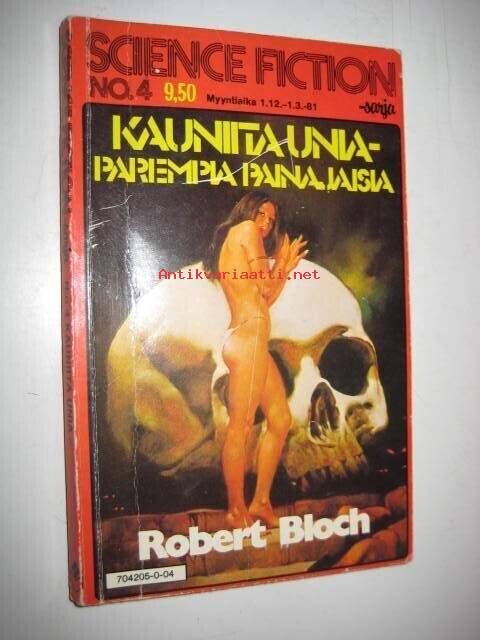 SCIENCE FICTION
NO.4 9,50 Myyntiaika 1.12.-1.3.-81 -sarja
KAUNIITA UNIA-
PAREMPIA PAINAJAISIA
Antikvariaatti.net
Robert Bloch
704205-0-04